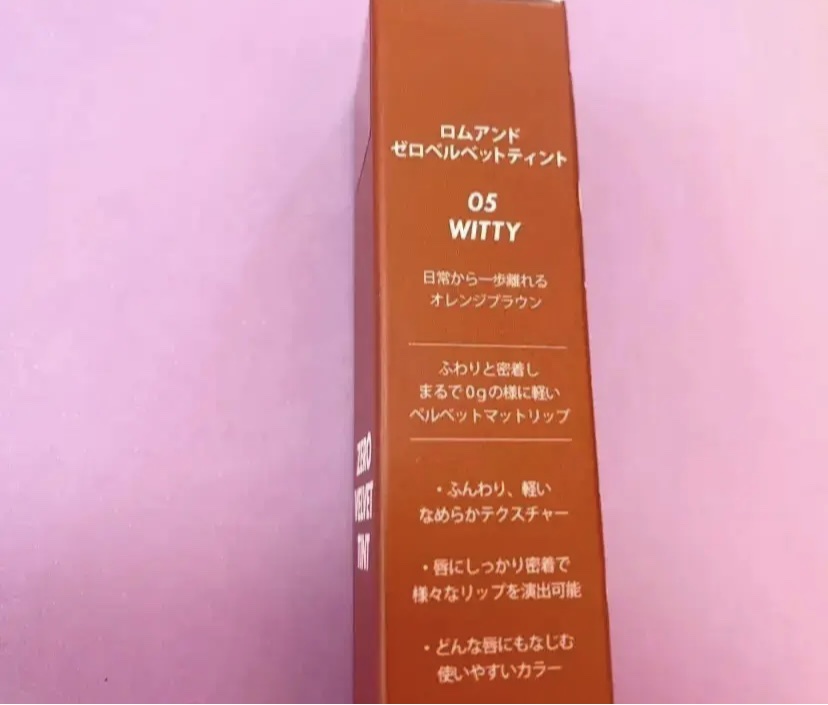 ロムアンド
ゼロベルベットティント
05
WITTY
日常から一歩離れる
オレンジブラウン
ふわりと密着し
まるで0gの様に軽い
ベルベットマットリップ
・ふんわり、軽い
なめらかテクスチャー
・唇にしっかり密着で
様々なリップを演出可能
・どんな唇にもなじむ
使いやすいカラー
ZERO
VELVET
TINT